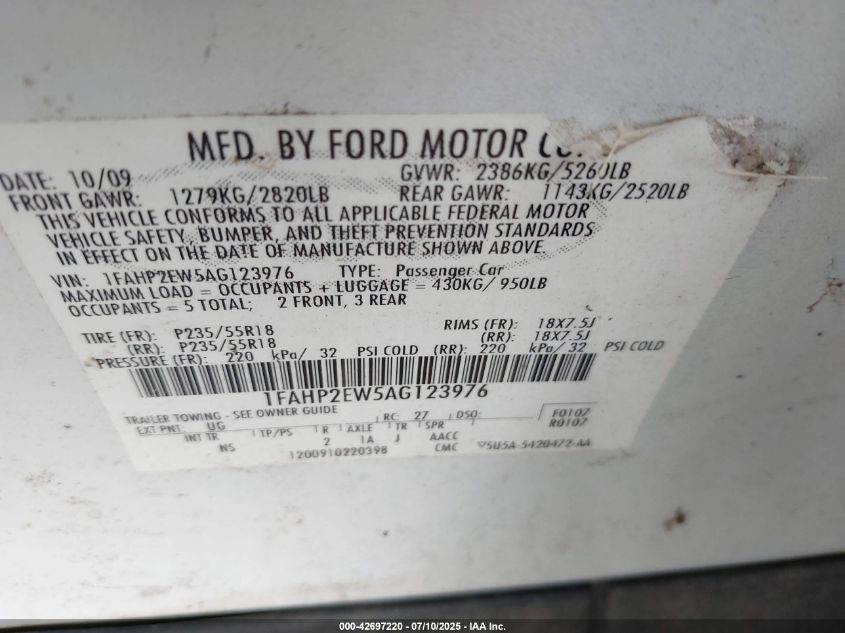 MFD. BY FORD MOTOR CO.
DATE: 10/09 GVWR: 2386KG/5260LB
FRONT GAWR: 1279KG/2820LB REAR GAWR: 1143KG/2520LB
THIS VEHICLE CONFORMS TO ALL APPLICABLE FEDERAL MOTOR
VEHICLE SAFETY, BUMPER, AND THEFT PREVENTION STANDARDS
IN EFFECT ON THE DATE OF MANUFACTURE SHOWN ABOVE.
VIN: 1FAHP2EW5AG123976 TYPE: Passenger Car
MAXIMUM LOAD = OCCUPANTS + LUGGAGE = 430KG/ 950LB
OCCUPANTS = 5 TOTAL; 2 FRONT, 3 REAR
TIRE (FR): P235/55R18 RIMS (FR): 18X7.5J
(RR): P235/55R18 (RR): 18X7.5J
PRESSURE (FR): 220 kPa/ 32 PSI COLD (RR): 220 kPa/ 32 PSI COLD
1FAHP2EW5AG123976
TRAILER TOWING - SEE OWNER GUIDE RC: 27 DSO: F0107
EXT PNT: UG R0107
INT TR TP/PS R AXLE TR SPR
NS 2 1A J AACC
1200910220398 CMC 5U5A-5420472-AA
000-42697220 - 07/10/2025 - IAA Inc.